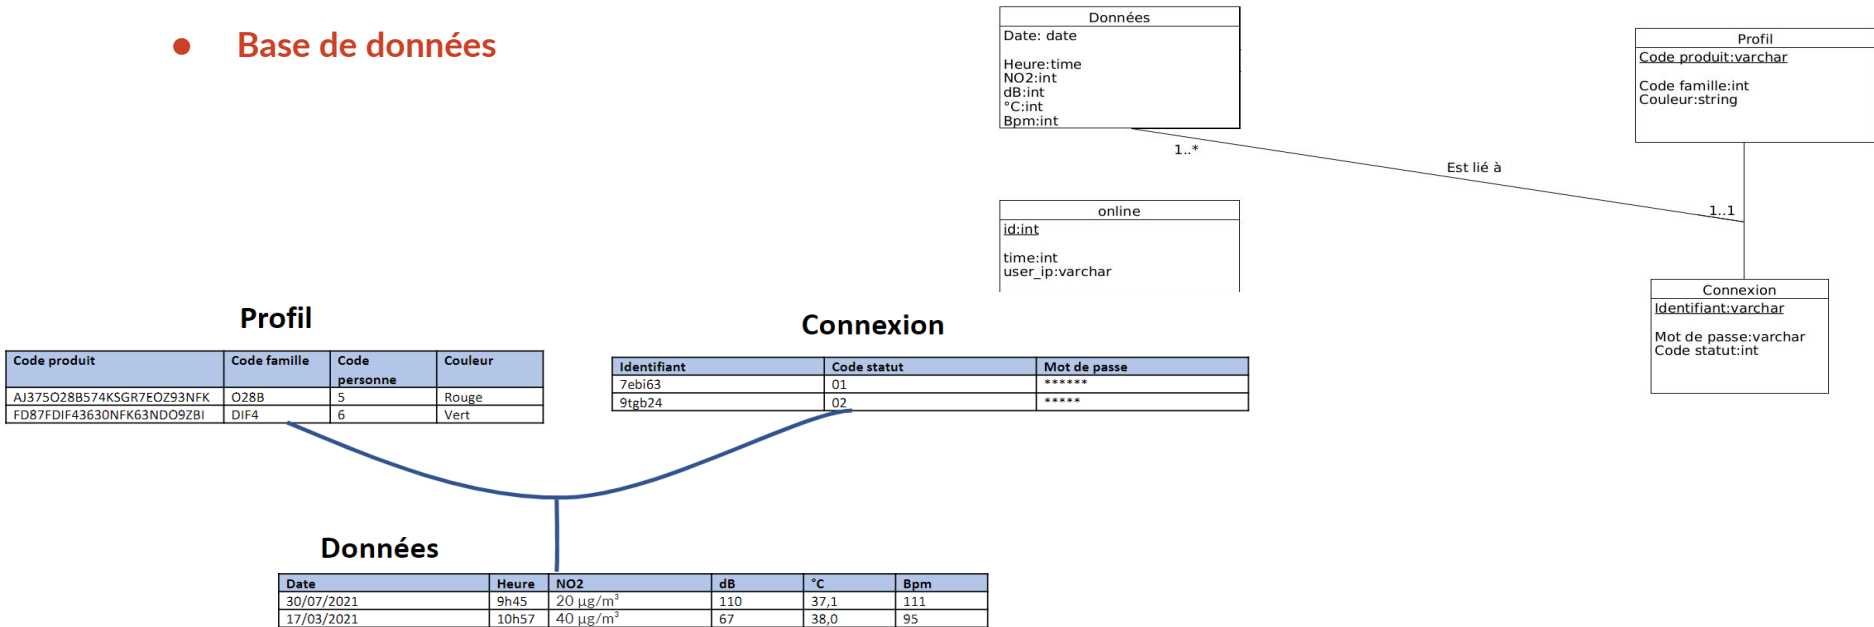 ● Base de données
Données
Date: date
Heure:time
NO2:int
dB:int
°C:int
Bpm:int
Profil
Code produit:varchar
Code famille:int
Couleur:string
1..*
Est lié à
1..1
online
id:int
time:int
user_ip:varchar
Connexion
Identifiant:varchar
Mot de passe:varchar
Code statut:int
Profil
Code produit Code famille Code personne Couleur
AJ375O28B574KSGR7EOZ93NFK O28B 5 Rouge
FD87FDIF43630NFK63NDO9ZBI DIF4 6 Vert
Connexion
Identifiant Code statut Mot de passe
7ebi63 01 ******
9tgb24 02 *****
Données
Date Heure NO2 dB °C Bpm
30/07/2021 9h45 20 µg/m³ 110 37,1 111
17/03/2021 10h57 40 µg/m³ 67 38,0 95